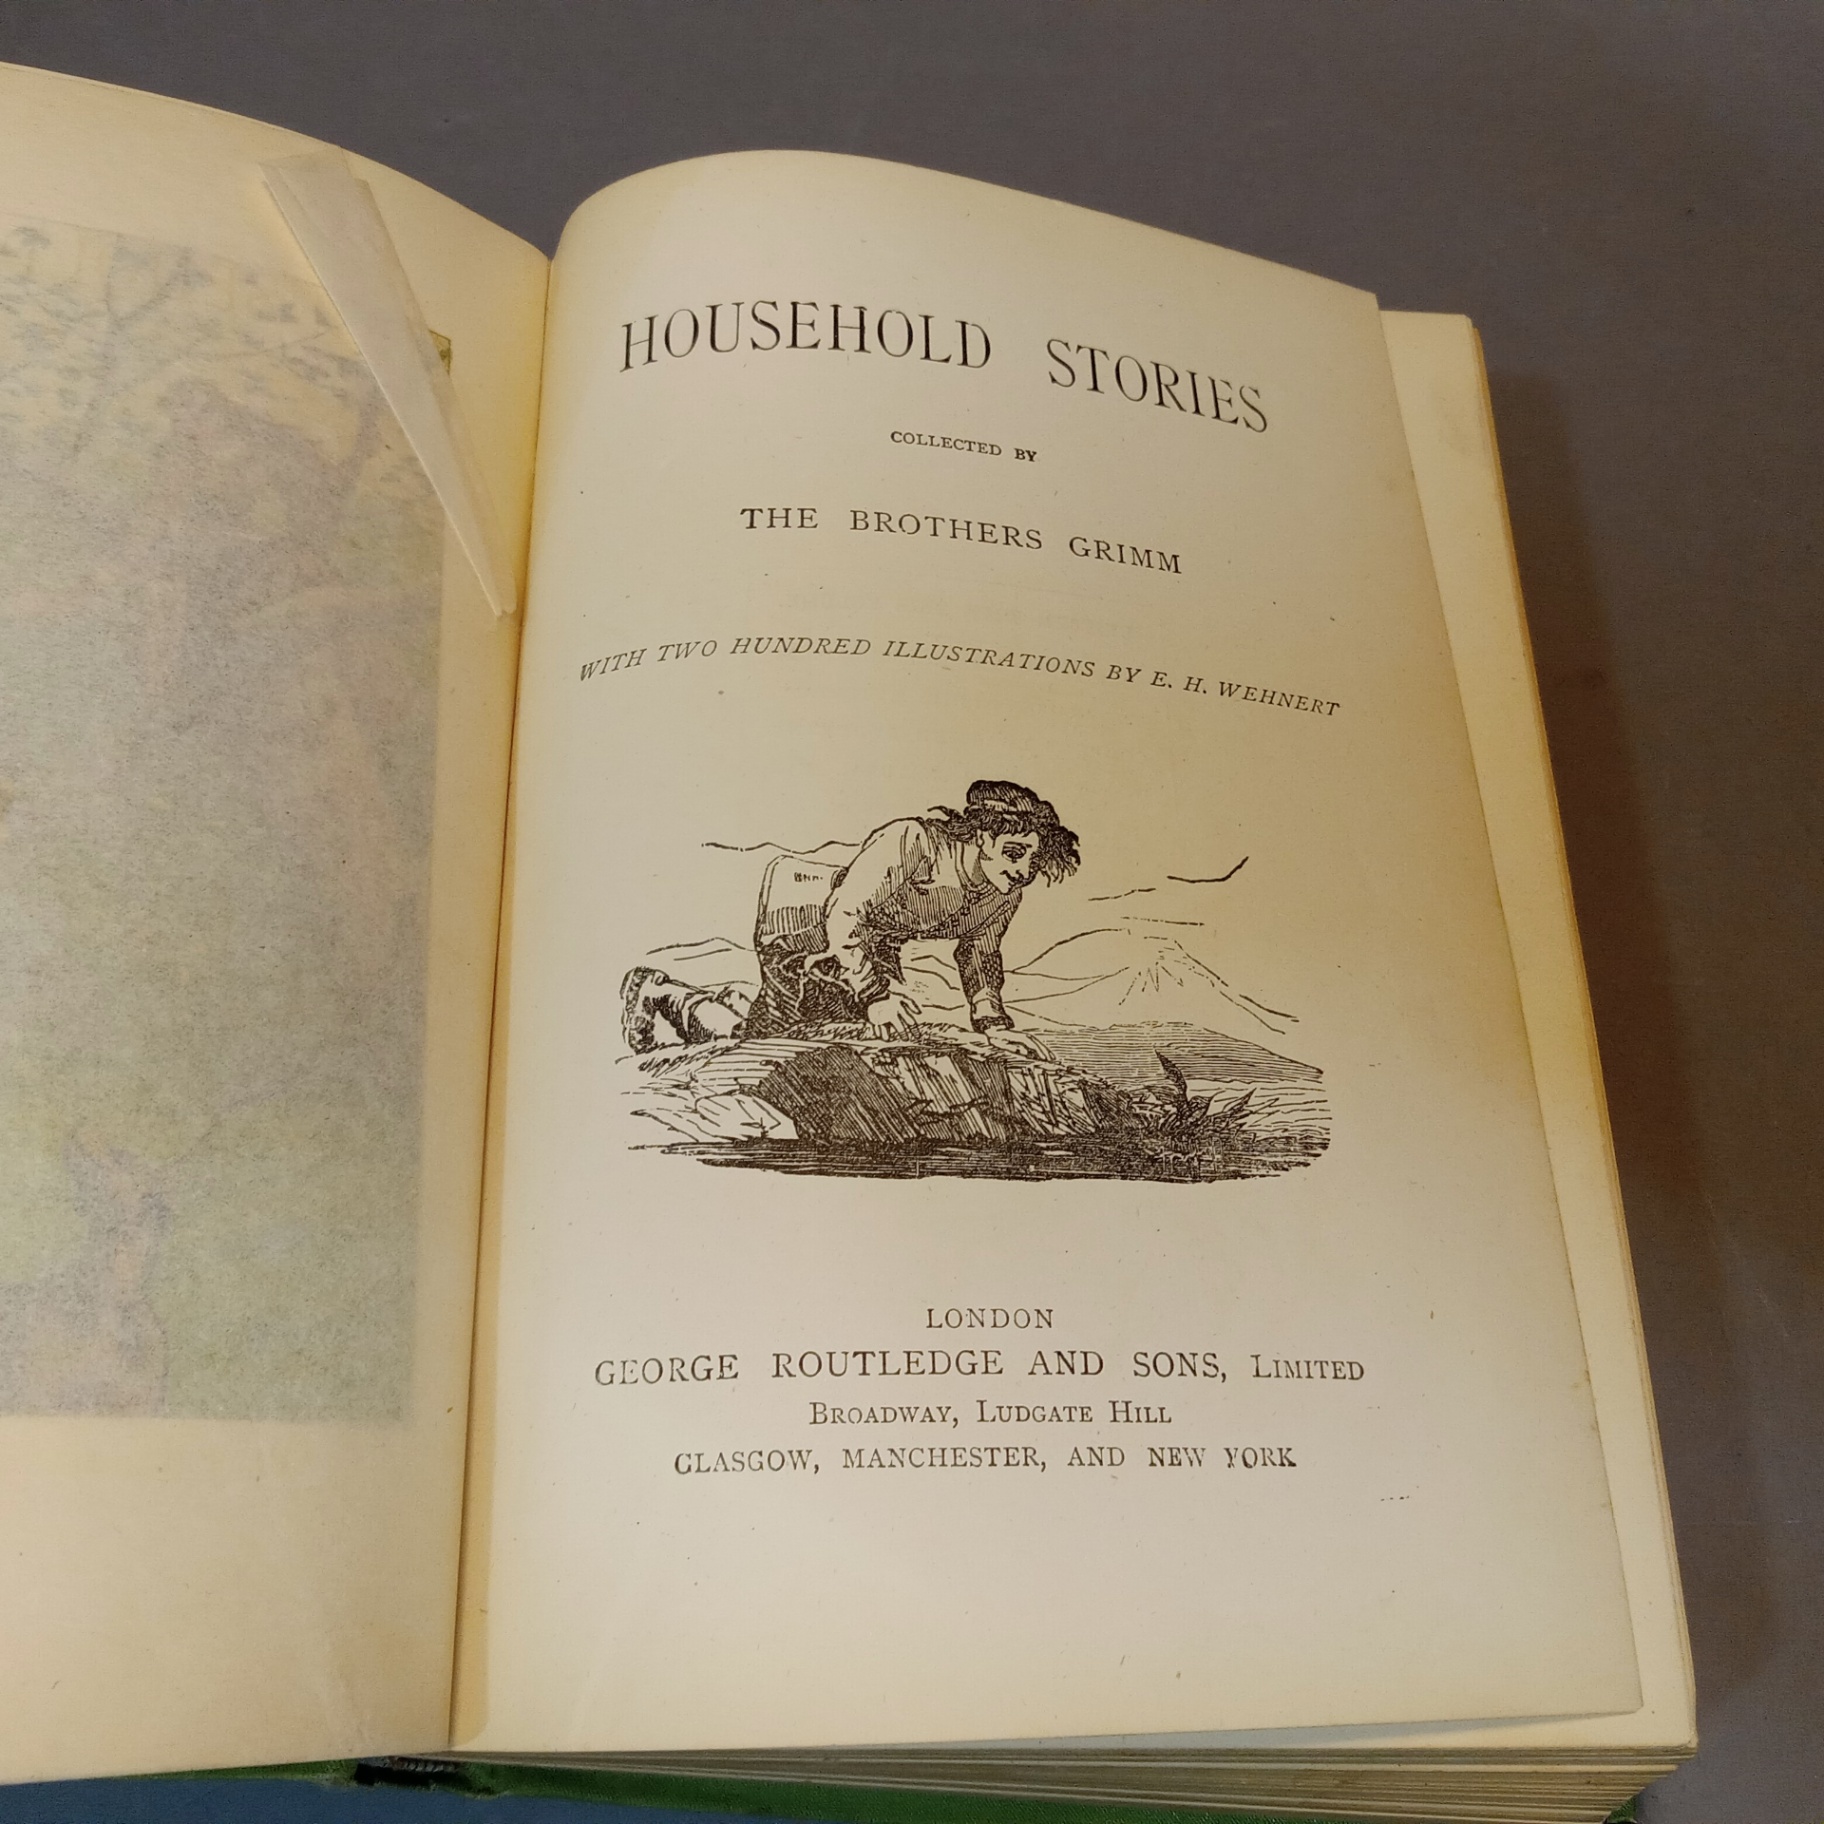 HOUSEHOLD STORIES
COLLECTED BY
THE BROTHERS GRIMM
WITH TWO HUNDRED ILLUSTRATIONS BY E. H. WEHNERT
LONDON
GEORGE ROUTLEDGE AND SONS, LIMITED
BROADWAY, LUDGATE HILL
GLASGOW, MANCHESTER, AND NEW YORK